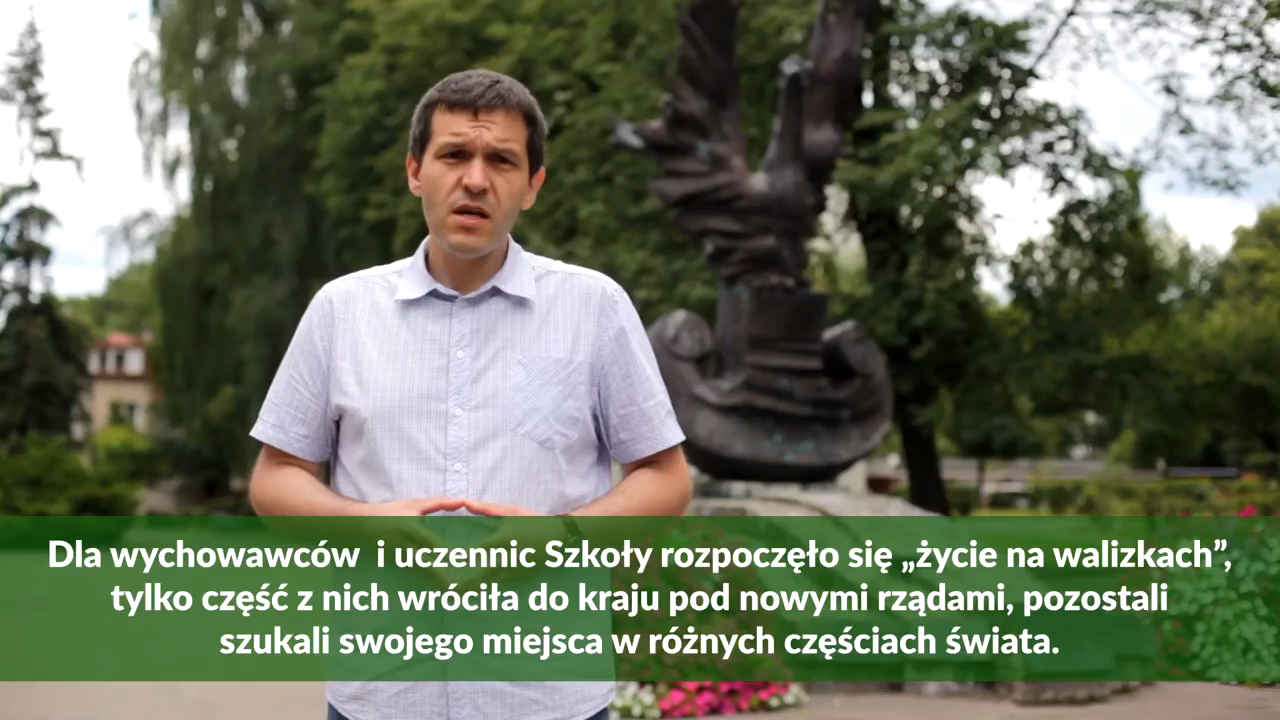 Dla wychowawców i uczennic Szkoły rozpoczęło się „życie na walizkach”,
tylko część z nich wróciła do kraju pod nowymi rządami, pozostali
szukali swojego miejsca w różnych częściach świata.